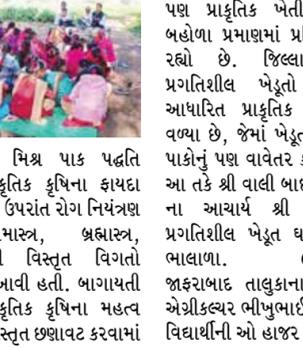 મિશ્ર પાક પદ્ધતિ
કૃતિક કૃષિના ફાયદા
ઉપરાંત રોગ નિયંત્રણ
માસ્ત્ર, બ્રહ્માસ્ત્ર,
વિસ્તૃત વિગતો
આવી હતી. બાગાયતી
કૃતિક કૃષિના મહત્વ
સ્તૃત છણાવટ કરવામાં
પણ પ્રાકૃતિક ખેતી
બહોળા પ્રમાણમાં
રહ્યો છે. જિલ્લા
પ્રગતિશીલ ખેડૂતો
આધારિત પ્રાકૃતિક
વળ્યા છે, જેમાં ખેડૂત
પાકોનું પણ વાવેતર
આ તકે શ્રી વાલી બાઈ
ના આચાર્ય શ્રી
પ્રગતિશીલ ખેડૂત
ભાલાળા.
જાફરાબાદ તાલુકાના
એગ્રીકલ્ચર ભીખુભાઈ
વિદ્યાર્થીની ઓ હાજર